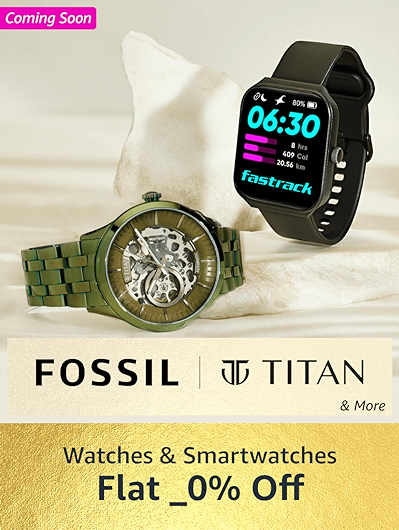 Coming Soon
80%
06:30
8 hrs
409 Cal
20.56 km
fastrack
FOSSIL | TITAN
& More
Watches & Smartwatches
Flat _0% Off